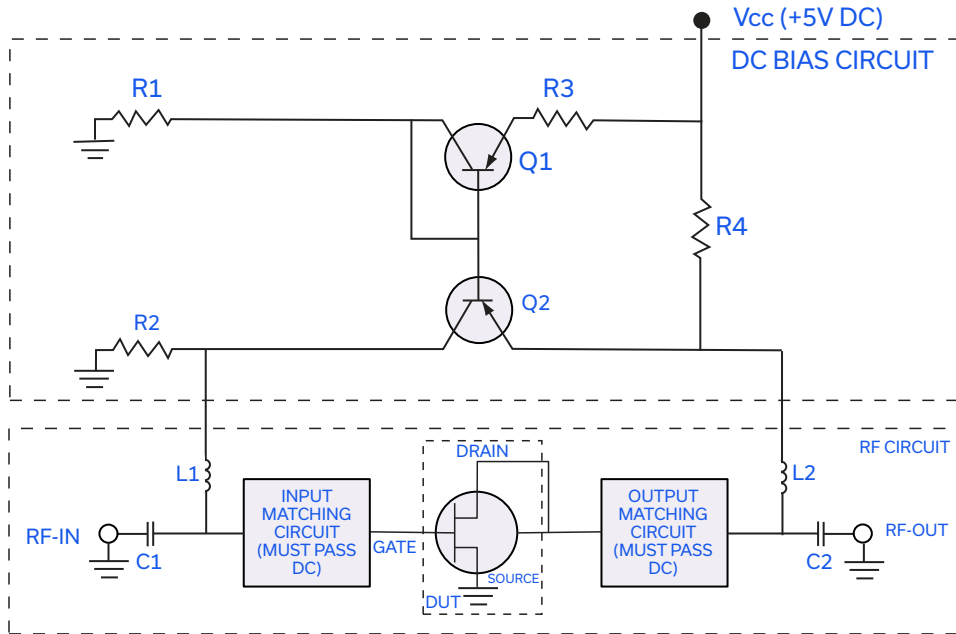 Vcc (+5V DC)
DC BIAS CIRCUIT
R1
R3
Q1
R4
Q2
R2
RF CIRCUIT
DRAIN
L1
L2
INPUT
MATCHING
CIRCUIT
(MUST PASS
DC)
OUTPUT
MATCHING
CIRCUIT
(MUST PASS
DC)
RF-IN
C1
GATE
SOURCE
DUT
C2
RF-OUT